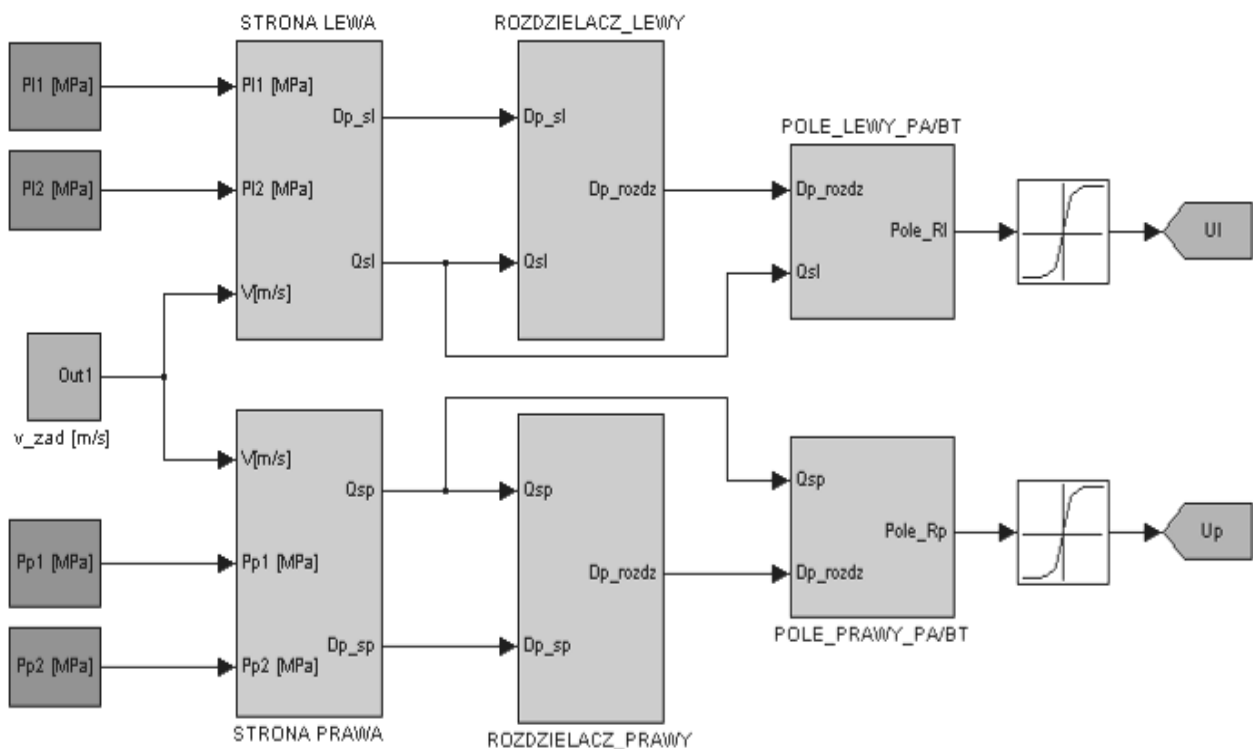 STRONA LEWA
ROZDZIELACZ_LEWY
Pl1 [MPa]
Pl1 [MPa]
Dp_sl
Dp_sl
POLE_LEWY_PA/BT
Pl2 [MPa]
Pl2 [MPa]
Dp_rozdz
Dp_rozdz
Pole_Rl
Ul
Qsl
Qsl
Qsl
V[m/s]
Out1
v_zad [m/s]
V[m/s]
Qsp
Qsp
Qsp
Pole_Rp
Up
Pp1 [MPa]
Pp1 [MPa]
Dp_rozdz
Dp_rozdz
POLE_PRAWY_PA/BT
Pp2 [MPa]
Pp2 [MPa]
Dp_sp
Dp_sp
STRONA PRAWA
ROZDZIELACZ_PRAWY